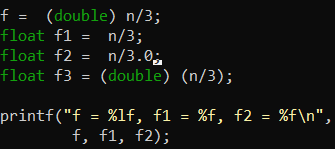 f =  (double) n/3;
float f1 =  n/3;
float f2 =  n/3.0;
float f3 = (double) (n/3);
printf("f = %lf, f1 = %f, f2 = %f\n",
f, f1, f2);